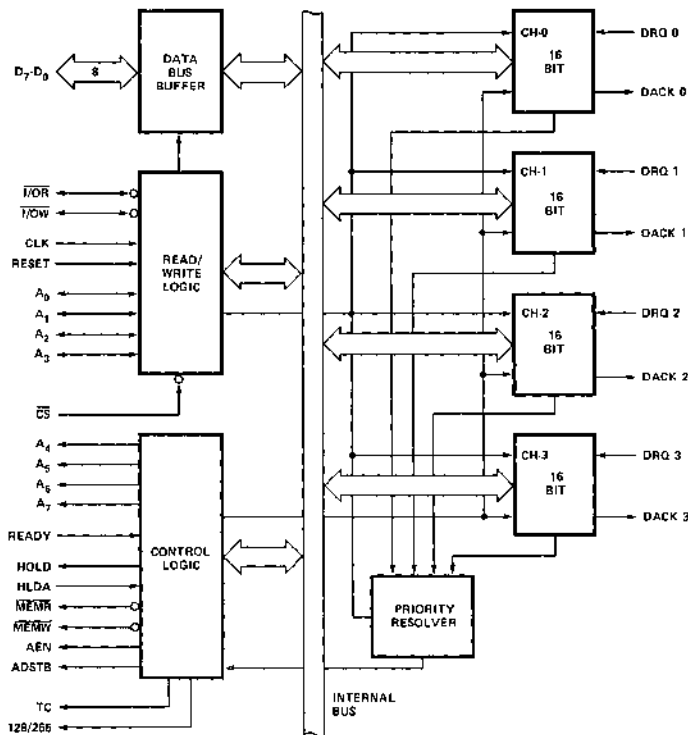 D7-D0
8
DATA
BUS
BUFFER
I/OR
I/OW
CLK
RESET
A0
A1
A2
A3
READ/
WRITE
LOGIC
CS
A4
A5
A6
A7
READY
HOLD
HLDA
MEMR
MEMW
AEN
ADSTB
TC
128/256
CONTROL
LOGIC
INTERNAL
BUS
CH-0
16
BIT
DRQ 0
DACK 0
CH-1
16
BIT
DRQ 1
DACK 1
CH-2
16
BIT
DRQ 2
DACK 2
CH-3
16
BIT
DRQ 3
DACK 3
PRIORITY
RESOLVER